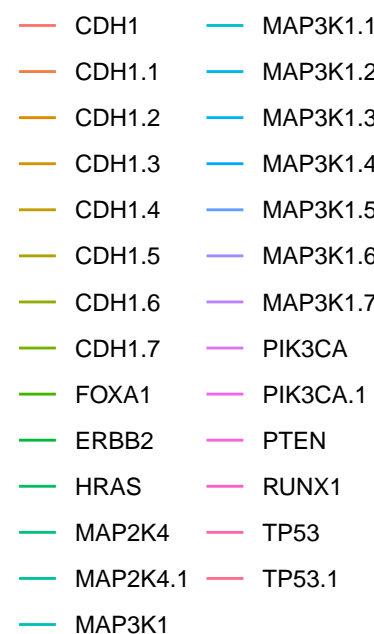 CDH1
CDH1.1
CDH1.2
CDH1.3
CDH1.4
CDH1.5
CDH1.6
CDH1.7
FOXA1
ERBB2
HRAS
MAP2K4
MAP2K4.1
MAP3K1
MAP3K1.1
MAP3K1.2
MAP3K1.3
MAP3K1.4
MAP3K1.5
MAP3K1.6
MAP3K1.7
PIK3CA
PIK3CA.1
PTEN
RUNX1
TP53
TP53.1